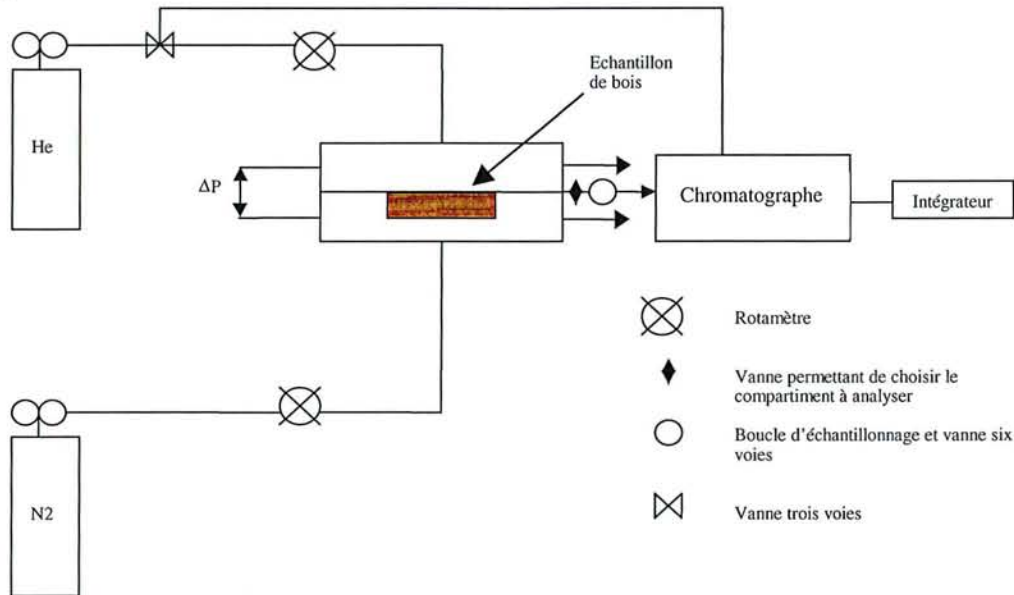 Echantillon
de bois
He
ΔP
Chromatographe
Intégrateur
Rotamètre
Vanne permettant de choisir le
compartiment à analyser
Boucle d'échantillonnage et vanne six
voies
N2
Vanne trois voies